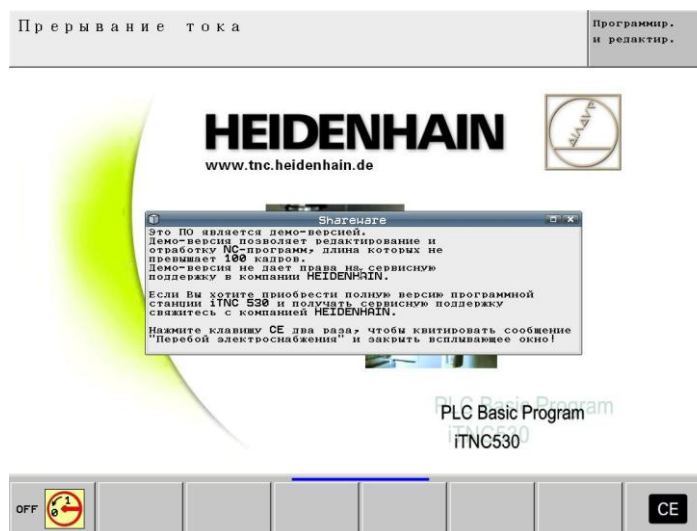 Прерывание тока
Программир.
и редактир.
HEIDENHAIN
www.tnc.heidenhain.de
Shareware
Это ПО является демо-версией.
Демо-версия позволяет редактирование и
отработку NC-программ, длина которых не
превышает 100 кадров.
Демо-версия не дает права на сервисную
поддержку в компании HEIDENHAIN.
Если Вы хотите приобрести полную версию программной
станции iTNC 530 и получать сервисную поддержку
свяжитесь с компанией HEIDENHAIN.
Нажмите клавишу CE два раза, чтобы квитировать сообщение
"Перебой электроснабжения" и закрыть всплывающее окно!
PLC Basic Program
iTNC530
OFF
1
0
CE